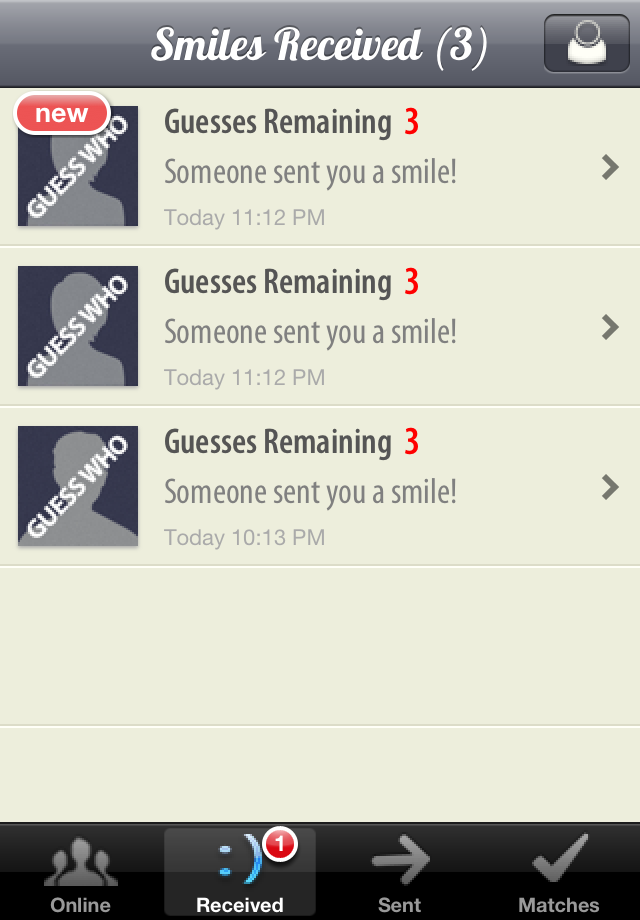 Smiles Received (3)
new
GUESS WHO
Guesses Remaining 3
Someone sent you a smile!
Today 11:12 PM
GUESS WHO
Guesses Remaining 3
Someone sent you a smile!
Today 11:12 PM
GUESS WHO
Guesses Remaining 3
Someone sent you a smile!
Today 10:13 PM
:)
1
Online
Received
Sent
Matches